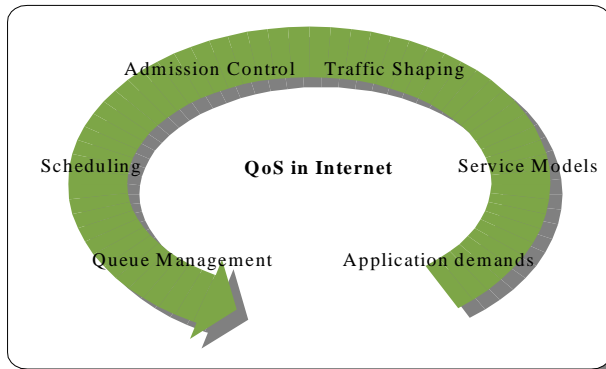 Admission Control Traffic Shaping
Scheduling QoS in Internet Service Models
Queue Management Application demands